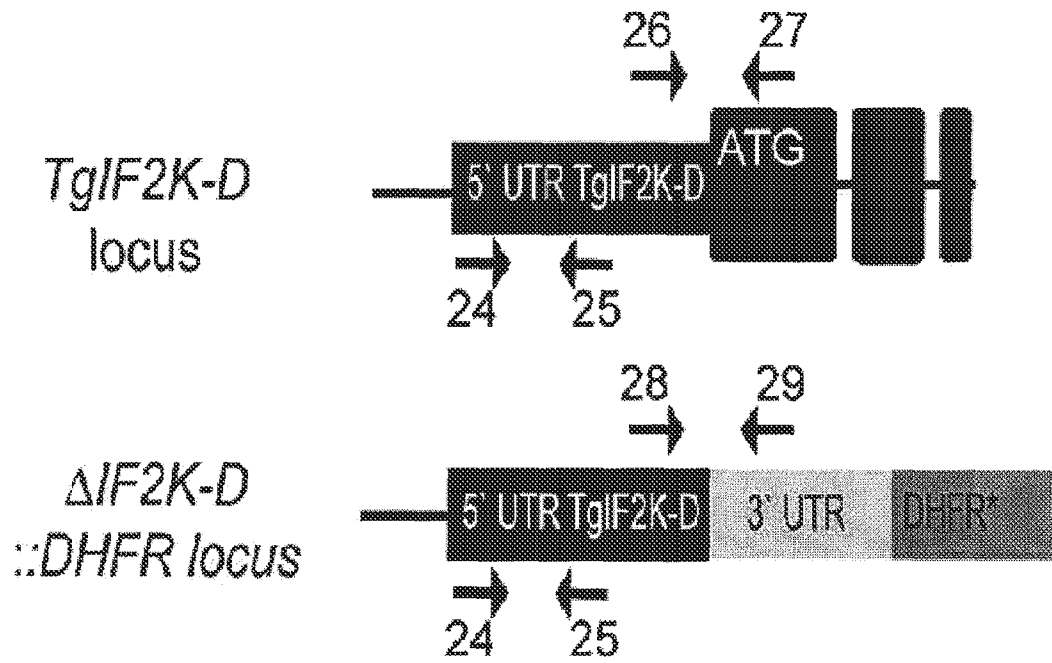 26 27
TgIF2K-D
locus
5` UTR TgIF2K-D ATG
24 25
28 29
ΔIF2K-D
::DHFR locus
5` UTR TgIF2K-D 3` UTR DHFR*
24 25